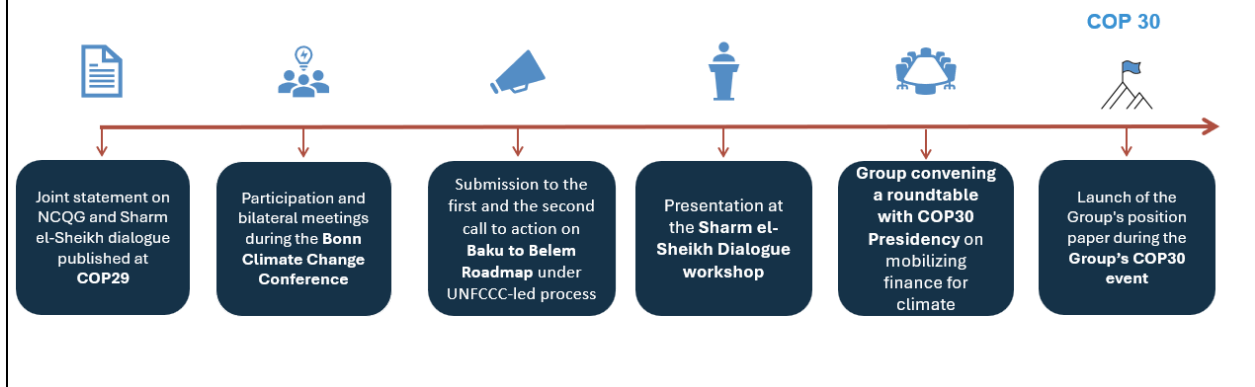 COP 30
Joint statement on
NCQG and Sharm
el-Sheikh dialogue
published at
COP29
Participation and
bilateral meetings
during the Bonn
Climate Change
Conference
Submission to the
first and the second
call to action on
Baku to Belem
Roadmap under
UNFCCC-led process
Presentation at
the Sharm el-
Sheikh Dialogue
workshop
Group convening
a roundtable
with COP30
Presidency on
mobilizing
finance for
climate
Launch of the
Group's position
paper during the
Group's COP30
event